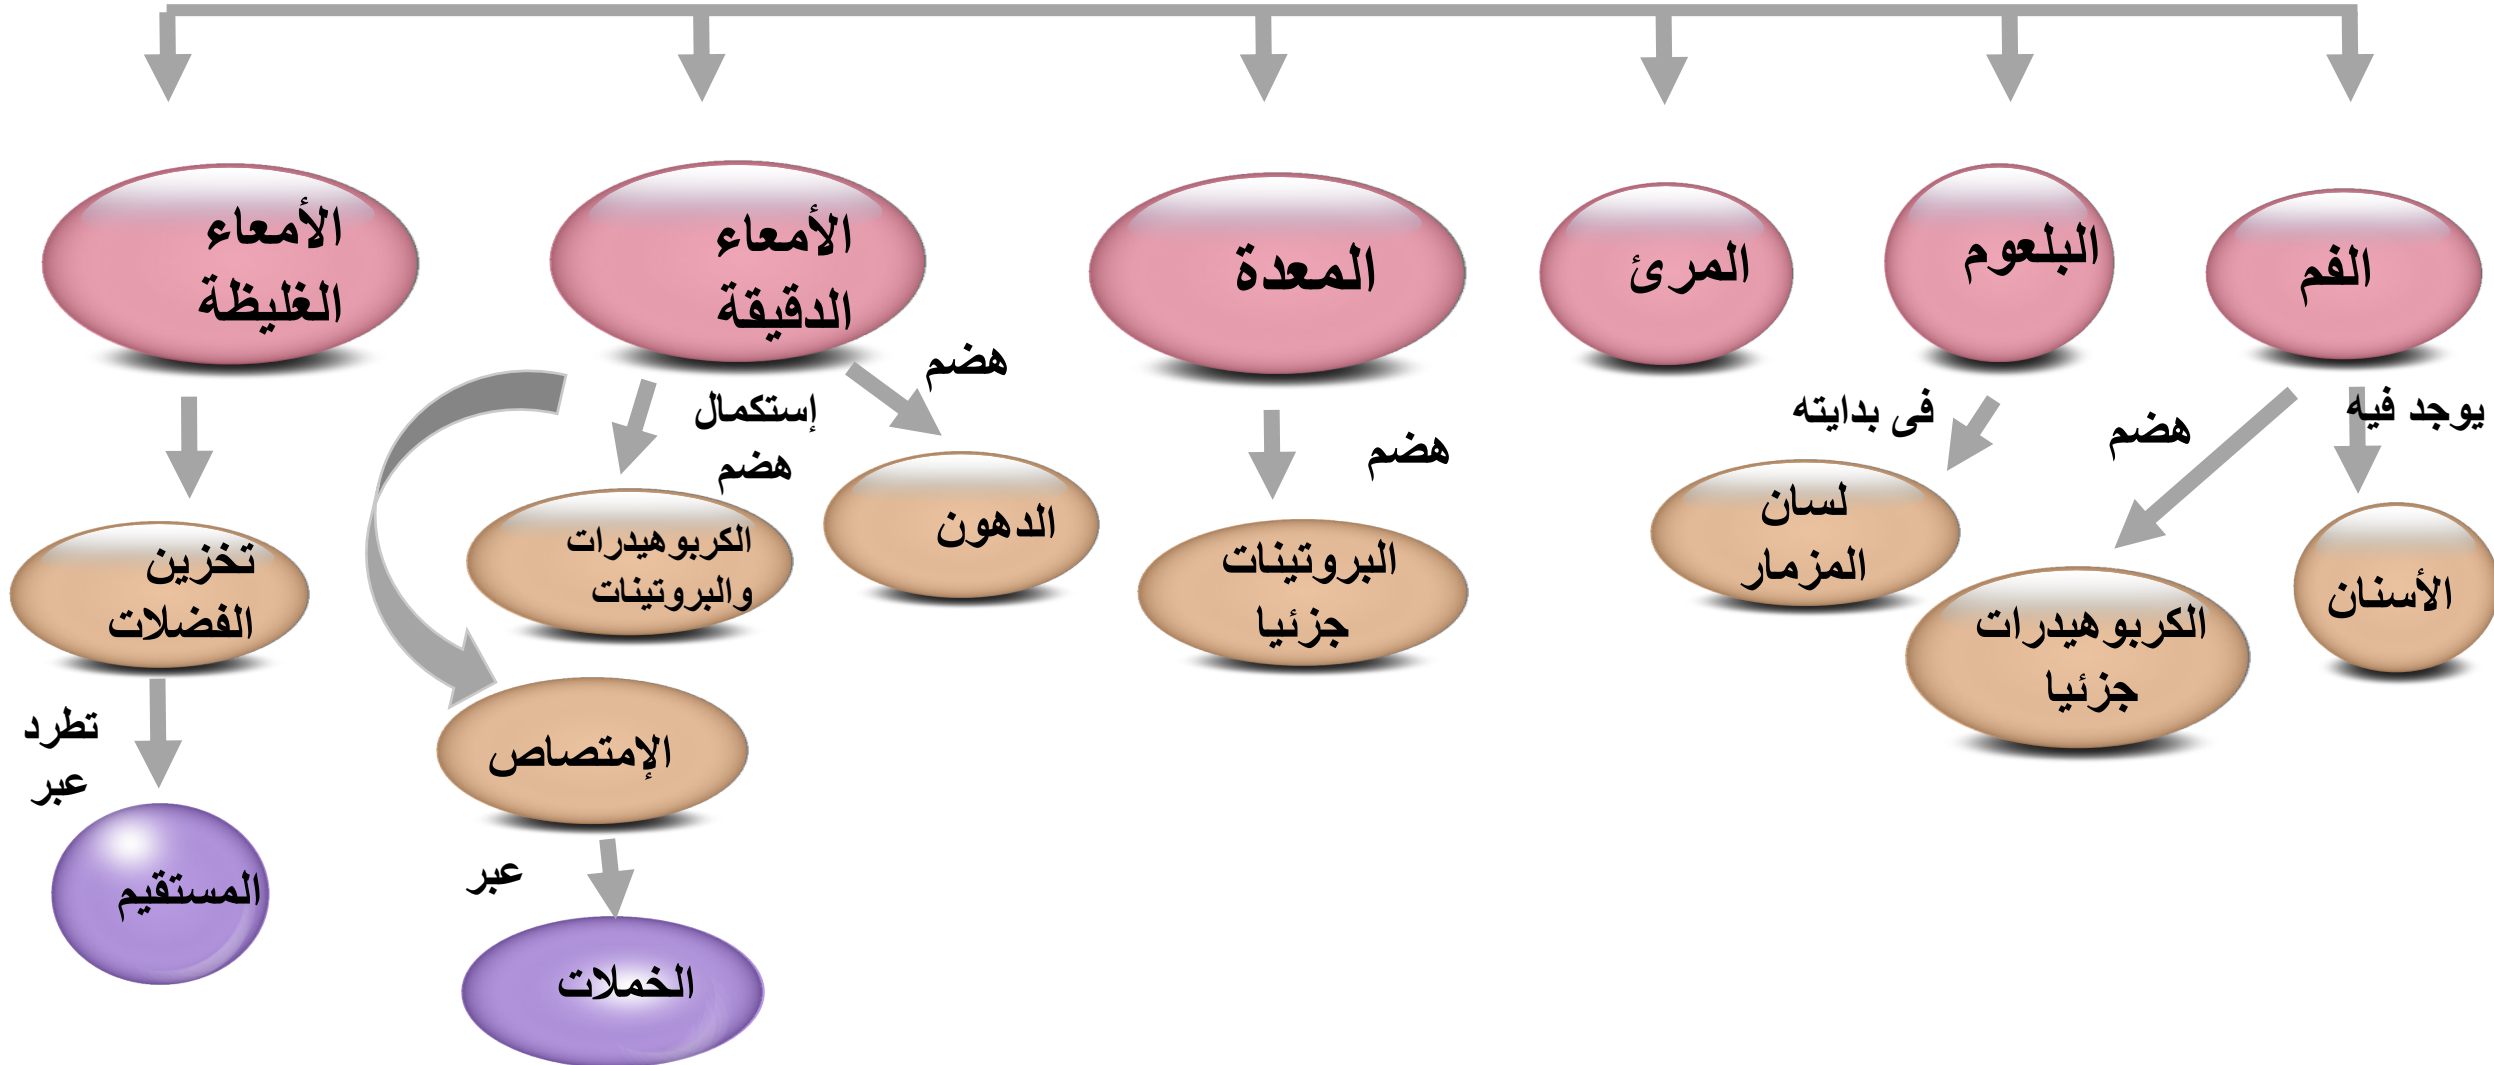 الفم
البلعوم
المرئ
المعدة
الأمعاء
الدقيقة
الأمعاء
الغليظة
يوجد فيه
هضم
فى بدايته
هضم
هضم
إستكمال
هضم
الأسنان
الكربوهيدرات
جزئيا
لسان
المزمار
البروتينات
جزئيا
الدهون
الكربوهيدرات
والبروتينات
الإمتصاص
عبر
الخملات
تخزين
الفضلات
تطرد
عبر
المستقيم